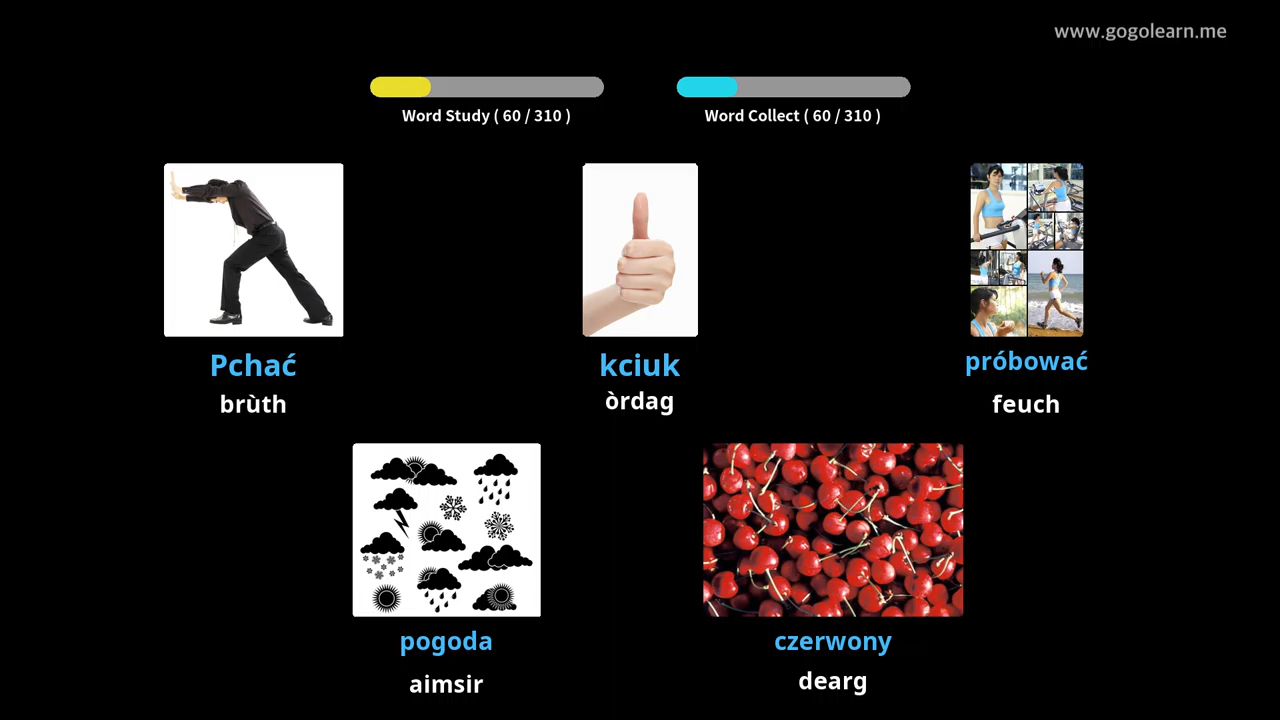 www.gogolearn.me
Word Study ( 60 / 310 )
Word Collect ( 60 / 310 )
Pchać
brùth
kciuk
òrdag
próbować
feuch
pogoda
aimsir
czerwony
dearg